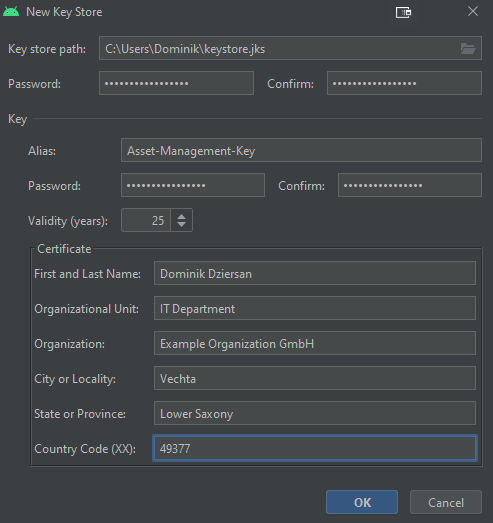 New Key Store
Key store path: C:\Users\Dominik\keystore.jks
Password: ••••••••••••••••• Confirm: •••••••••••••••••
Key
Alias: Asset-Management-Key
Password: •••••••••••••••• Confirm: ••••••••••••••••
Validity (years): 25
Certificate
First and Last Name: Dominik Dziersan
Organizational Unit: IT Department
Organization: Example Organization GmbH
City or Locality: Vechta
State or Province: Lower Saxony
Country Code (XX): 49377
OK Cancel